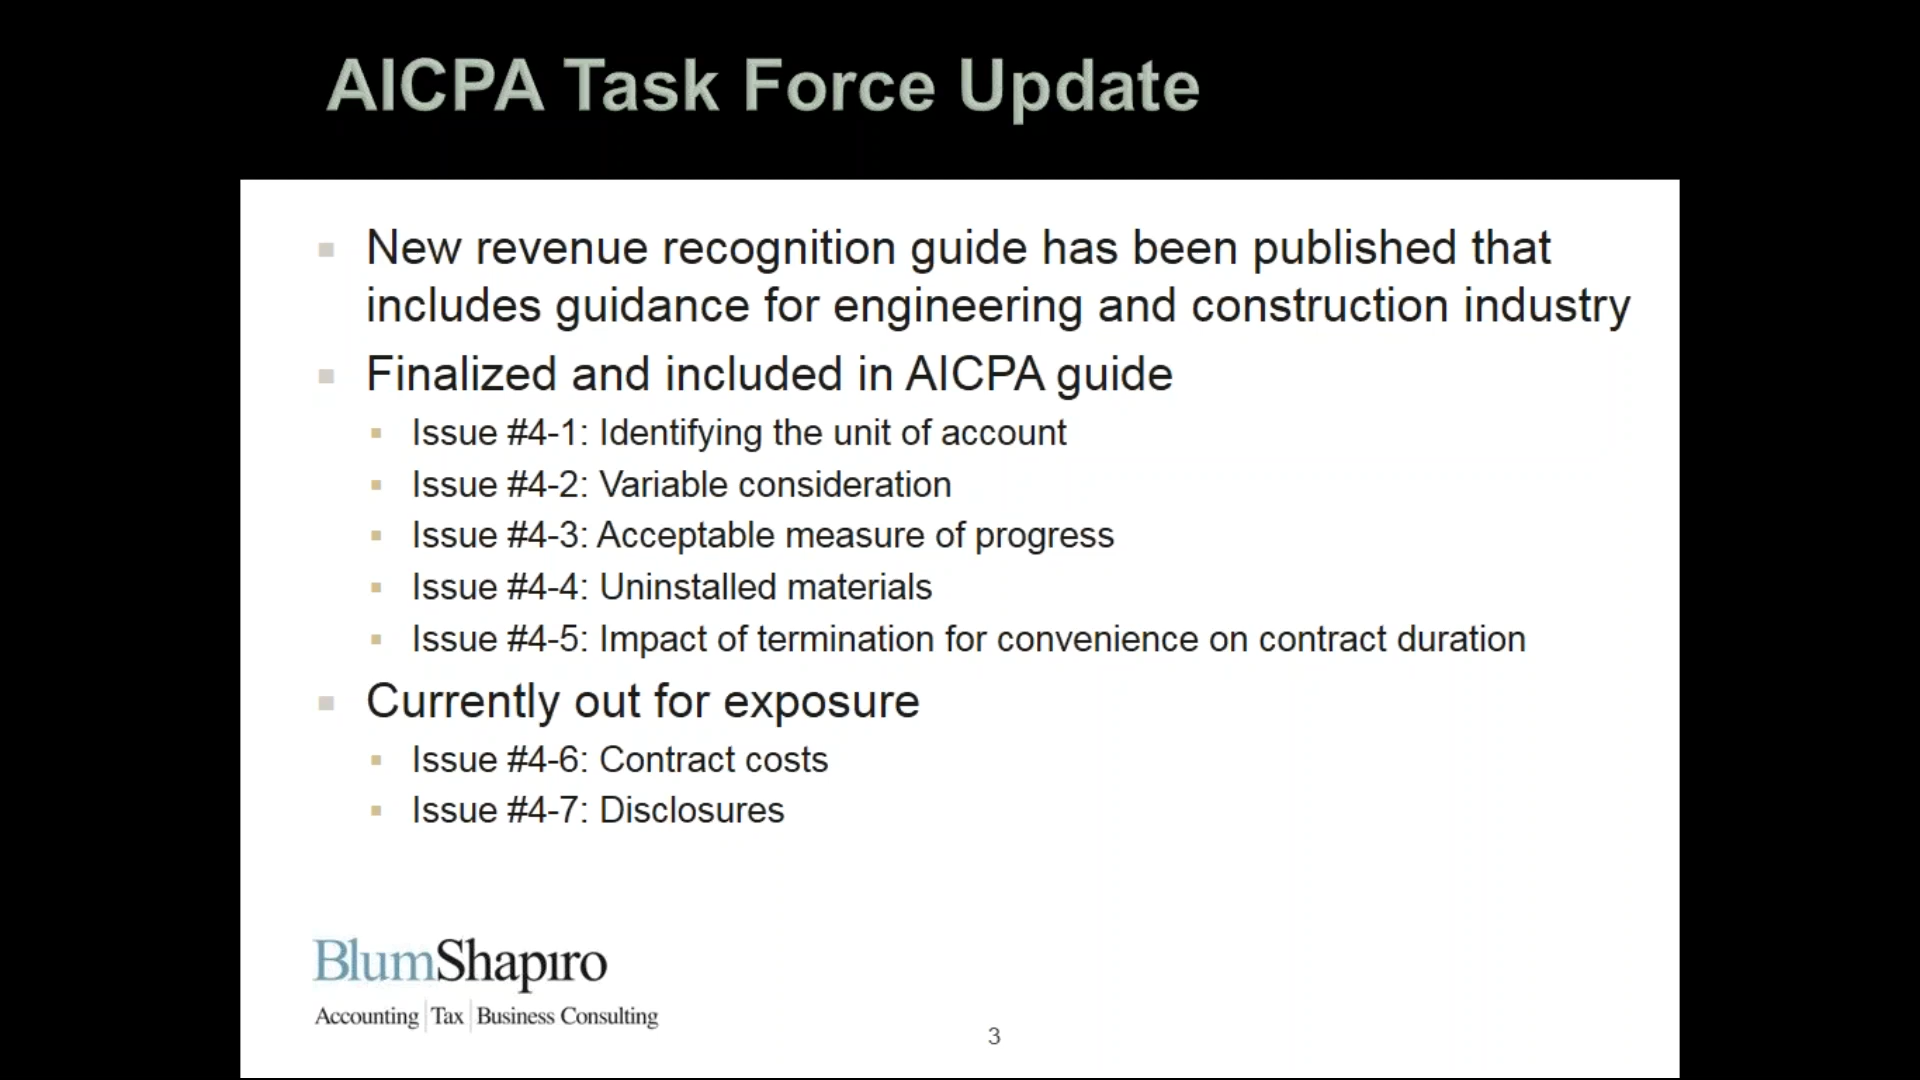 AICPA Task Force Update
New revenue recognition guide has been published that
includes guidance for engineering and construction industry
Finalized and included in AICPA guide
Issue #4-1: Identifying the unit of account
Issue #4-2: Variable consideration
Issue #4-3: Acceptable measure of progress
Issue #4-4: Uninstalled materials
Issue #4-5: Impact of termination for convenience on contract duration
Currently out for exposure
Issue #4-6: Contract costs
Issue #4-7: Disclosures
BlumShapiro
Accounting | Tax | Business Consulting
3